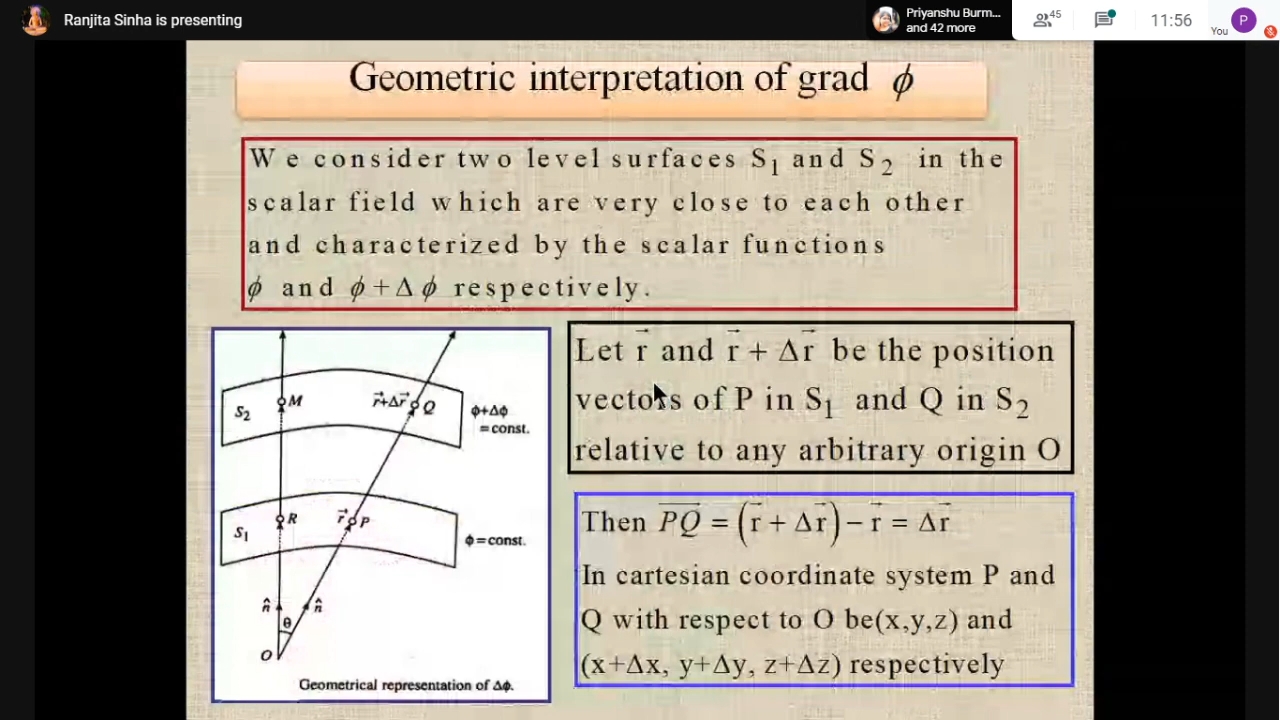 Ranjita Sinha is presenting
Priyanshu Burm...
and 42 more
45
11:56
You
P
Geometric interpretation of grad ϕ
We consider two level surfaces S₁ and S₂ in the
scalar field which are very close to each other
and characterized by the scalar functions
ϕ and ϕ+Δϕ respectively.
S₂
M
r⃗+Δr⃗
Q
ϕ+Δϕ
=const.
S₁
R
r⃗
P
ϕ=const.
n̂
n̂
θ
O
Geometrical representation of Δϕ.
Let r⃗ and r⃗ + Δr⃗ be the position
vectors of P in S₁ and Q in S₂
relative to any arbitrary origin O
Then P͞Q⃗ = (r⃗ + Δr⃗) − r⃗ = Δr⃗
In cartesian coordinate system P and
Q with respect to O be(x,y,z) and
(x+Δx, y+Δy, z+Δz) respectively